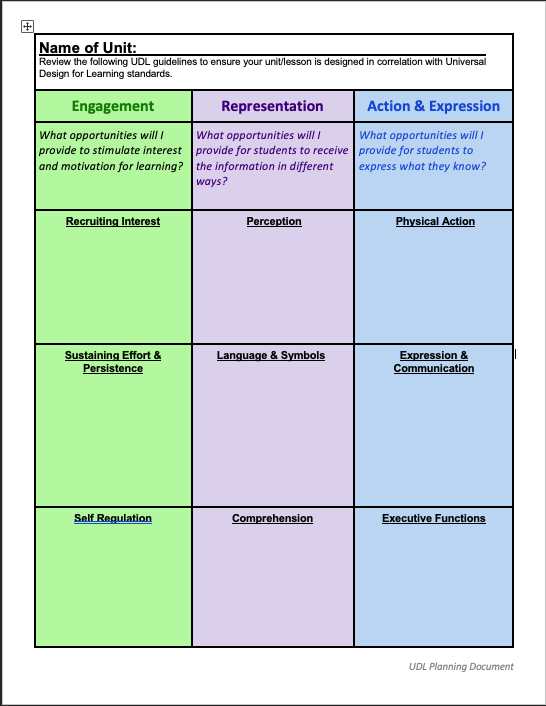 Name of Unit:
Review the following UDL guidelines to ensure your unit/lesson is designed in correlation with Universal
Design for Learning standards.
Engagement
Representation
Action & Expression
What opportunities will I
provide to stimulate interest
and motivation for learning?
What opportunities will I
provide for students to receive
the information in different
ways?
What opportunities will I
provide for students to
express what they know?
Recruiting Interest
Perception
Physical Action
Sustaining Effort &
Persistence
Language & Symbols
Expression &
Communication
Self Regulation
Comprehension
Executive Functions
UDL Planning Document